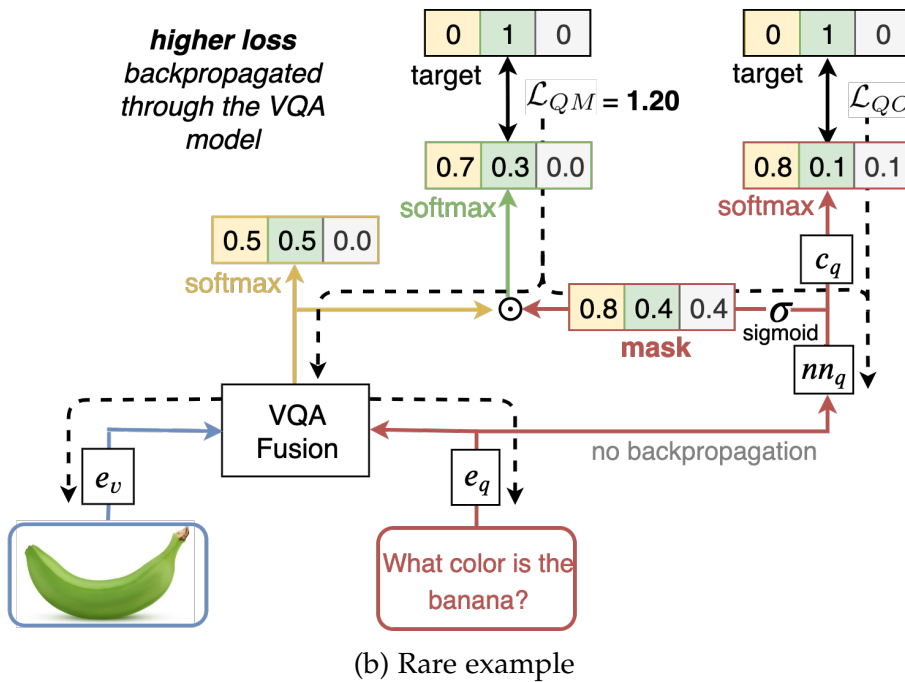 higher loss
backpropagated
through the VQA
model
0 1 0
target
ℒQM = 1.20
0.7 0.3 0.0
softmax
0 1 0
target
ℒQO
0.8 0.1 0.1
softmax
0.5 0.5 0.0
softmax
cq
⊙
0.8 0.4 0.4
mask
σ
sigmoid
nnq
VQA
Fusion
no backpropagation
ev
eq
What color is the
banana?
(b) Rare example